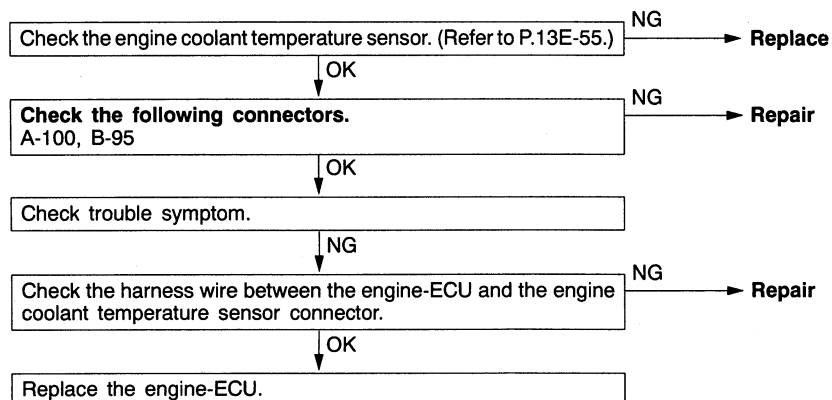 NG
Check the engine coolant temperature sensor. (Refer to P.13E-55.)
Replace
OK
NG
Check the following connectors.
Repair
A-100, B-95
OK
Check trouble symptom.
NG
NG
Check the harness wire between the engine-ECU and the engine
Repair
coolant temperature sensor connector.
OK
Replace the engine-ECU.